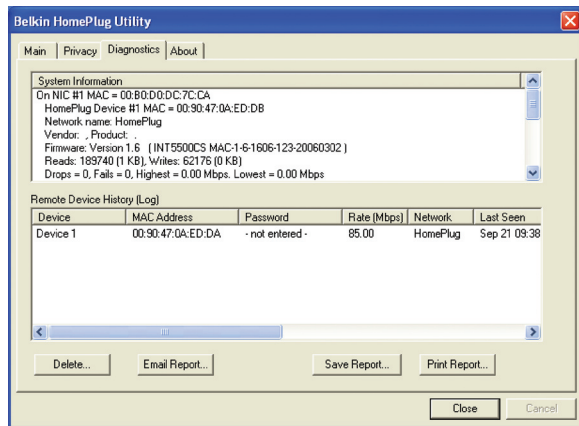 Belkin HomePlug Utility
Main Privacy Diagnostics About
System Information
On NIC #1 MAC = 00:B0:D0:DC:7C:CA
HomePlug Device #1 MAC = 00:90:47:0A:ED:DB
Network name: HomePlug
Vendor: , Product: .
Firmware: Version 1.6 ( INT5500CS MAC-1-6-1606-123-20060302 )
Reads: 189740 (1 KB), Writes: 62176 (0 KB)
Drops = 0, Fails = 0, Highest = 0.00 Mbps. Lowest = 0.00 Mbps
Remote Device History (Log)
Device MAC Address Password Rate (Mbps) Network Last Seen
Device 1 00:90:47:0A:ED:DA - not entered - 85.00 HomePlug Sep 21 09:38
Delete... Email Report... Save Report... Print Report...
Close Cancel